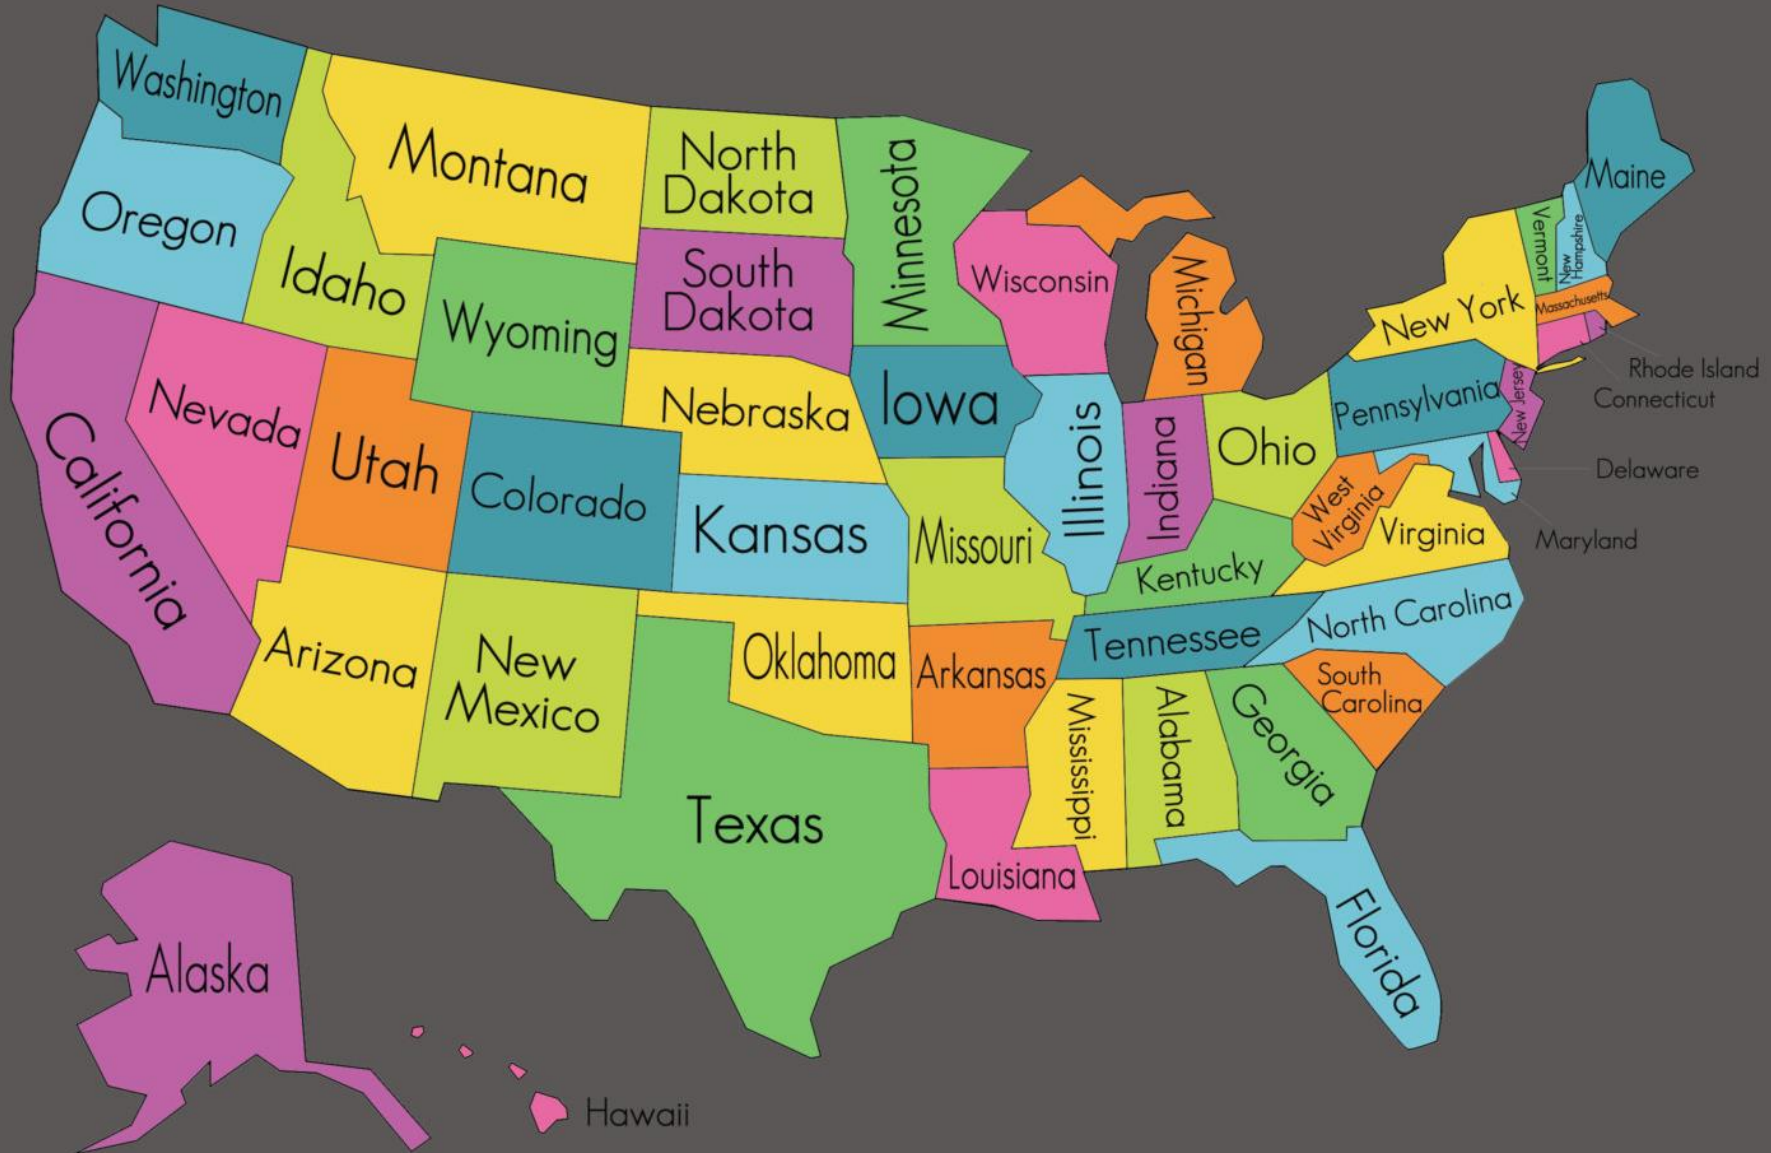 Washington
Oregon
California
Nevada
Idaho
Montana
Wyoming
Utah
Colorado
Arizona
New
Mexico
North
Dakota
South
Dakota
Nebraska
Kansas
Oklahoma
Texas
Minnesota
Iowa
Missouri
Arkansas
Louisiana
Wisconsin
Illinois
Michigan
Indiana
Ohio
Kentucky
Tennessee
Mississippi
Alabama
Georgia
Florida
South
Carolina
North Carolina
Virginia
West
Virginia
Pennsylvania
New York
Vermont
New
Hampshire
Maine
Massachusetts
Rhode Island
Connecticut
New Jersey
Delaware
Maryland
Alaska
Hawaii